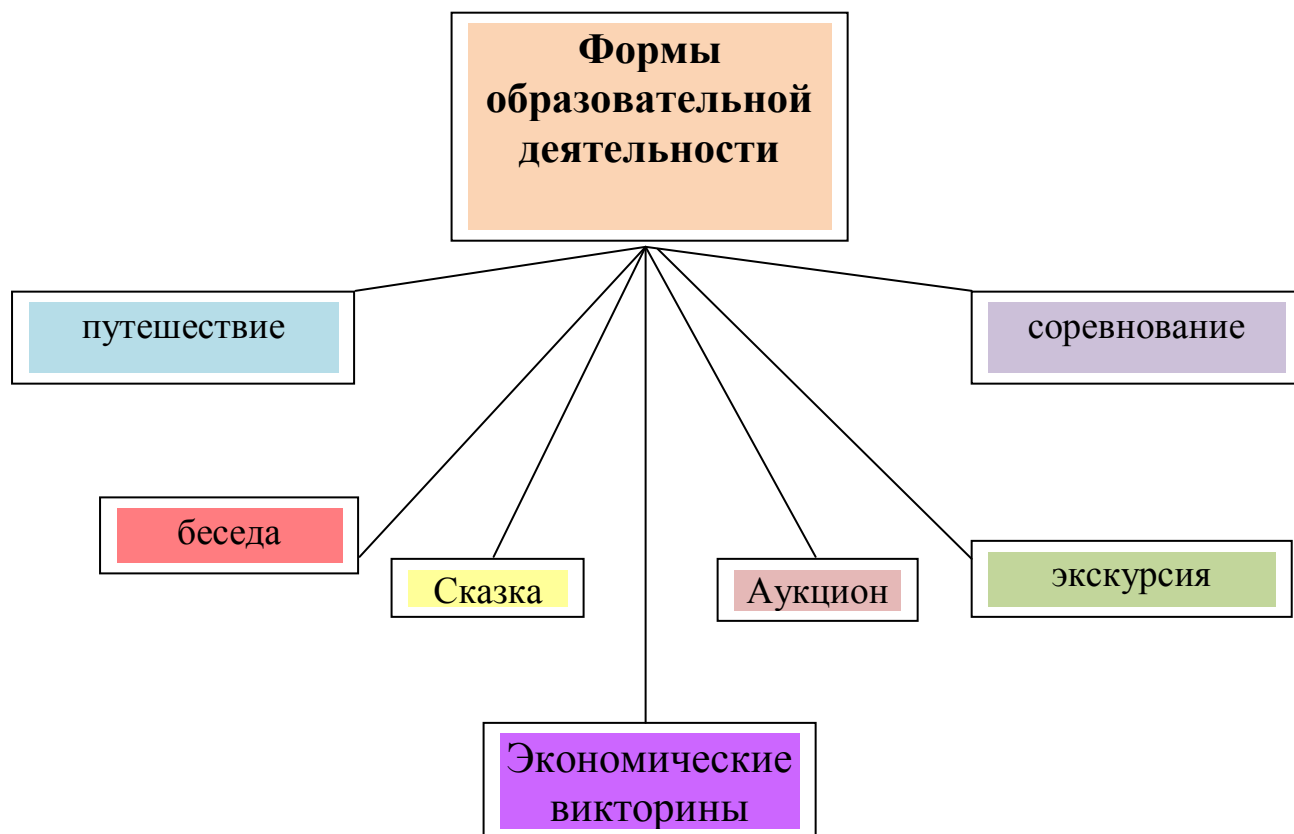 Формы
образовательной
деятельности
путешествие
соревнование
беседа
Сказка
Аукцион
экскурсия
Экономические
викторины